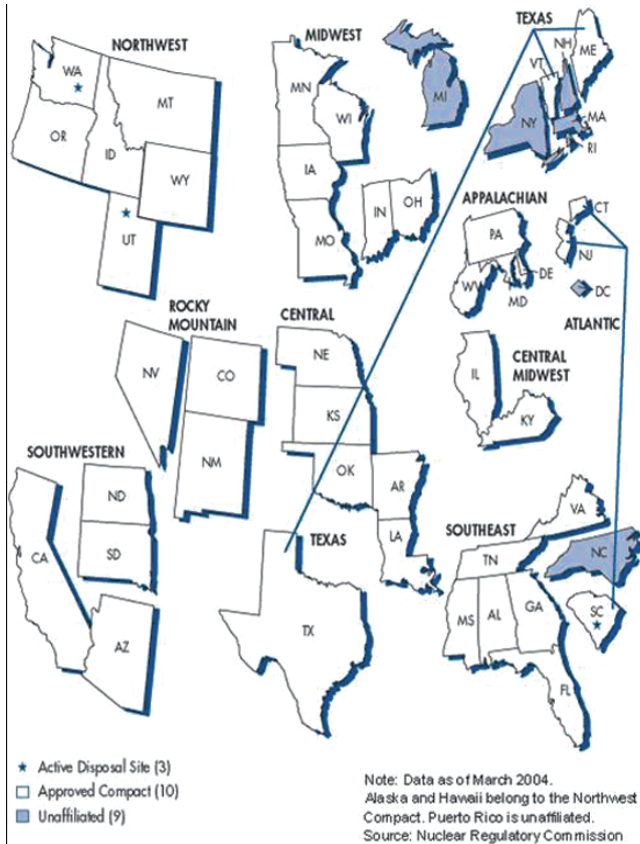 NORTHWEST
WA
MT
OR
ID
WY
UT
MIDWEST
MN
WI
MI
IA
MO
IN
OH
TEXAS
NH
ME
VT
NY
MA
RI
APPALACHIAN
PA
WV
MD
DE
CT
NJ
DC
ATLANTIC
ROCKY
MOUNTAIN
NV
CO
NM
CENTRAL
NE
KS
OK
AR
LA
CENTRAL
MIDWEST
IL
KY
SOUTHWESTERN
ND
SD
CA
AZ
TEXAS
TX
SOUTHEAST
VA
TN
NC
MS
AL
GA
SC
FL
Active Disposal Site (3)
Approved Compact (10)
Unaffiliated (9)
Note: Data as of March 2004.
Alaska and Hawaii belong to the Northwest
Compact. Puerto Rico is unaffiliated.
Source: Nuclear Regulatory Commission